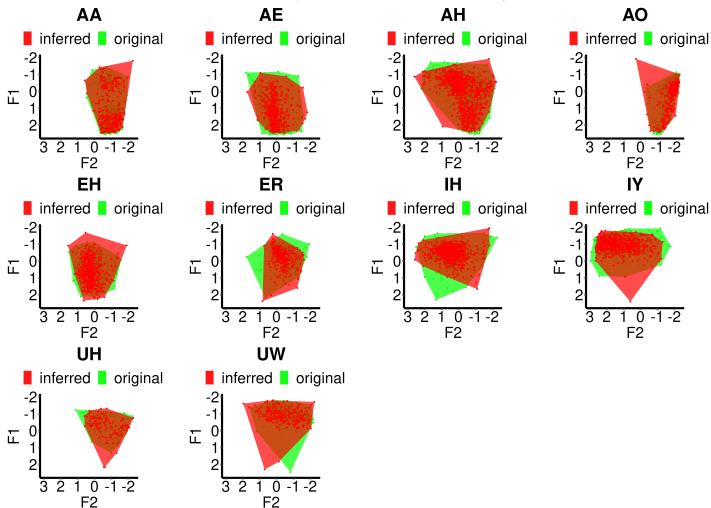 AA AE AH AO
inferred original inferred original inferred original inferred original
-2 -2 -2 -2
-1 -1 -1 -1
F1 0 F1 0 F1 0 F1 0
1 1 1 1
2 2 2 2
3 2 1 0 -1 -2 3 2 1 0 -1 -2 3 2 1 0 -1 -2 3 2 1 0 -1 -2
F2 F2 F2 F2
EH ER IH IY
inferred original inferred original inferred original inferred original
-2 -2 -2 -2
-1 -1 -1 -1
F1 0 F1 0 F1 0 F1 0
1 1 1 1
2 2 2 2
3 2 1 0 -1 -2 3 2 1 0 -1 -2 3 2 1 0 -1 -2 3 2 1 0 -1 -2
F2 F2 F2 F2
UH UW
inferred original inferred original
-2 -2
-1 -1
F1 0 F1 0
1 1
2 2
3 2 1 0 -1 -2 3 2 1 0 -1 -2
F2 F2